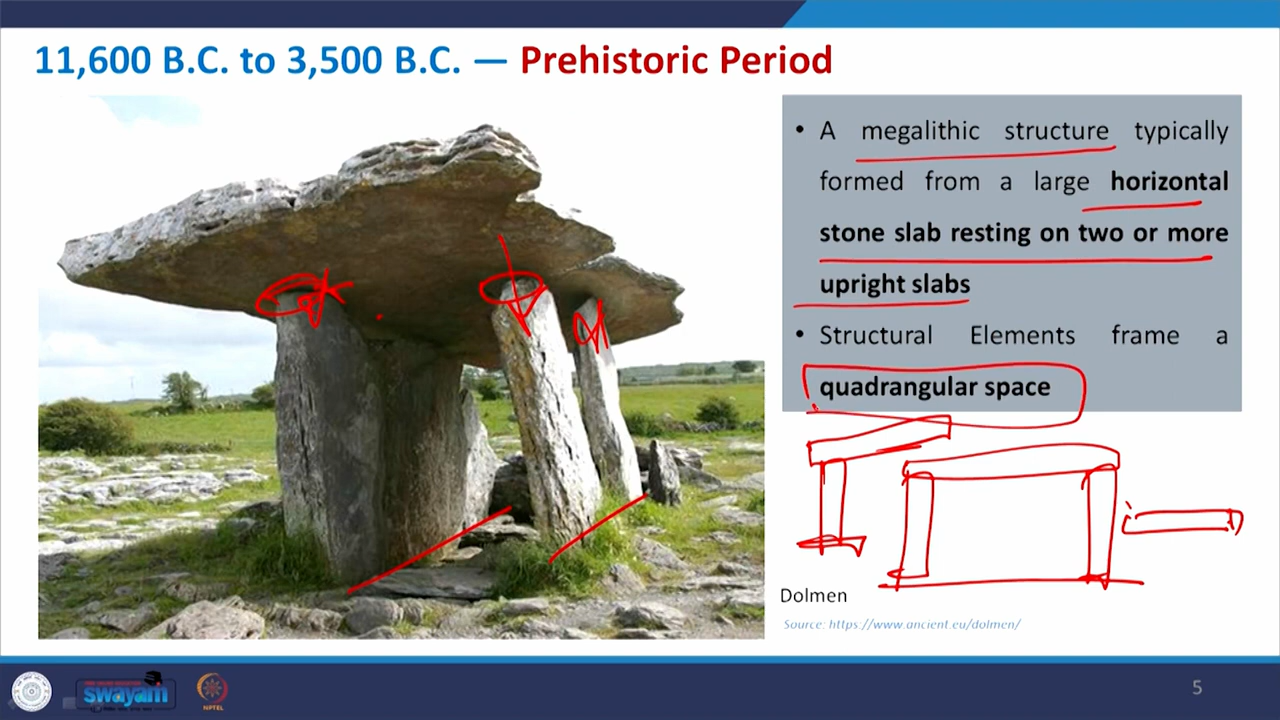 11,600 B.C. to 3,500 B.C. — Prehistoric Period
• A megalithic structure typically
formed from a large horizontal
stone slab resting on two or more
upright slabs
• Structural Elements frame a
quadrangular space
Dolmen
Source: https://www.ancient.eu/dolmen/
swayam
NPTEL
5